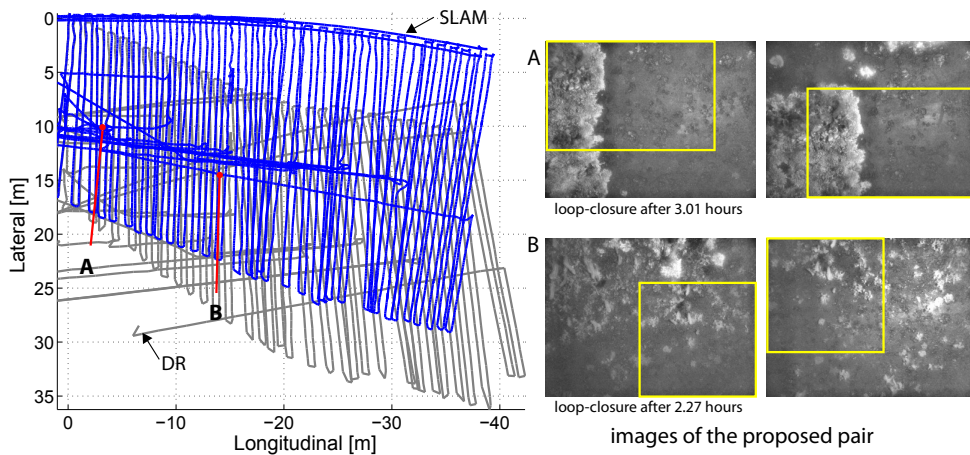 SLAM
0
5
10
15
20
25
30
35
Lateral [m]
A
B
DR
0
−10
−20
−30
−40
Longitudinal [m]
A
loop-closure after 3.01 hours
B
loop-closure after 2.27 hours
images of the proposed pair